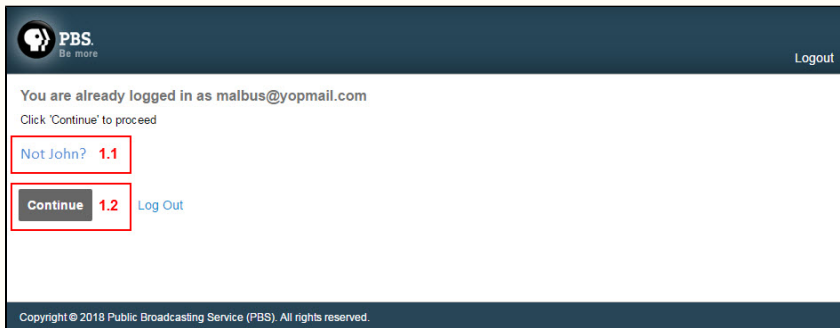 PBS.
Be more
Logout
You are already logged in as malbus@yopmail.com
Click 'Continue' to proceed
Not John? 1.1
Continue 1.2 Log Out
Copyright © 2018 Public Broadcasting Service (PBS). All rights reserved.